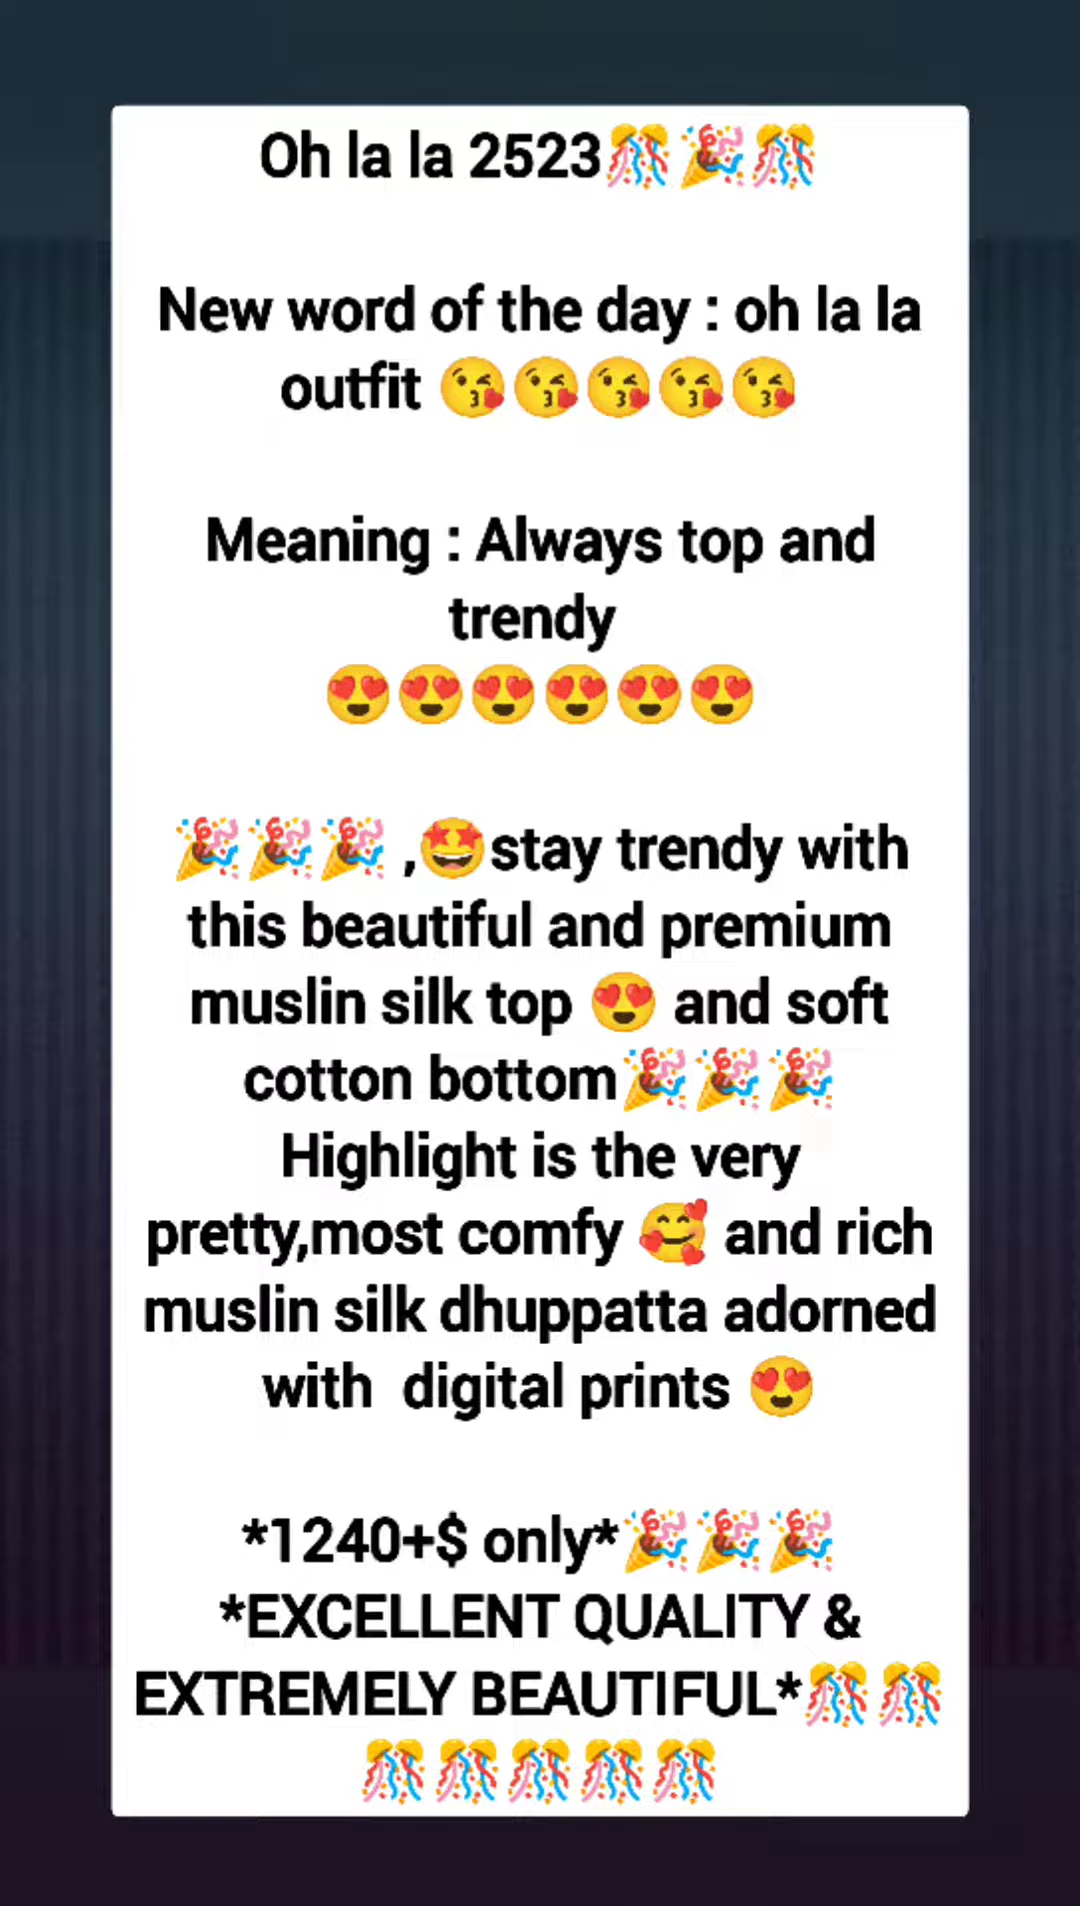 Oh la la 2523🎊🎉🎊
New word of the day : oh la la
outfit 😘😘😘😘😘
Meaning : Always top and
trendy
😍😍😍😍😍😍
🎉🎉🎉 ,🤩stay trendy with
this beautiful and premium
muslin silk top 😍 and soft
cotton bottom🎉🎉🎉
Highlight is the very
pretty,most comfy 🥰 and rich
muslin silk dhuppatta adorned
with  digital prints 😍
*1240+$ only*🎉🎉🎉
*EXCELLENT QUALITY &
EXTREMELY BEAUTIFUL*🎊🎊
🎊🎊🎊🎊🎊